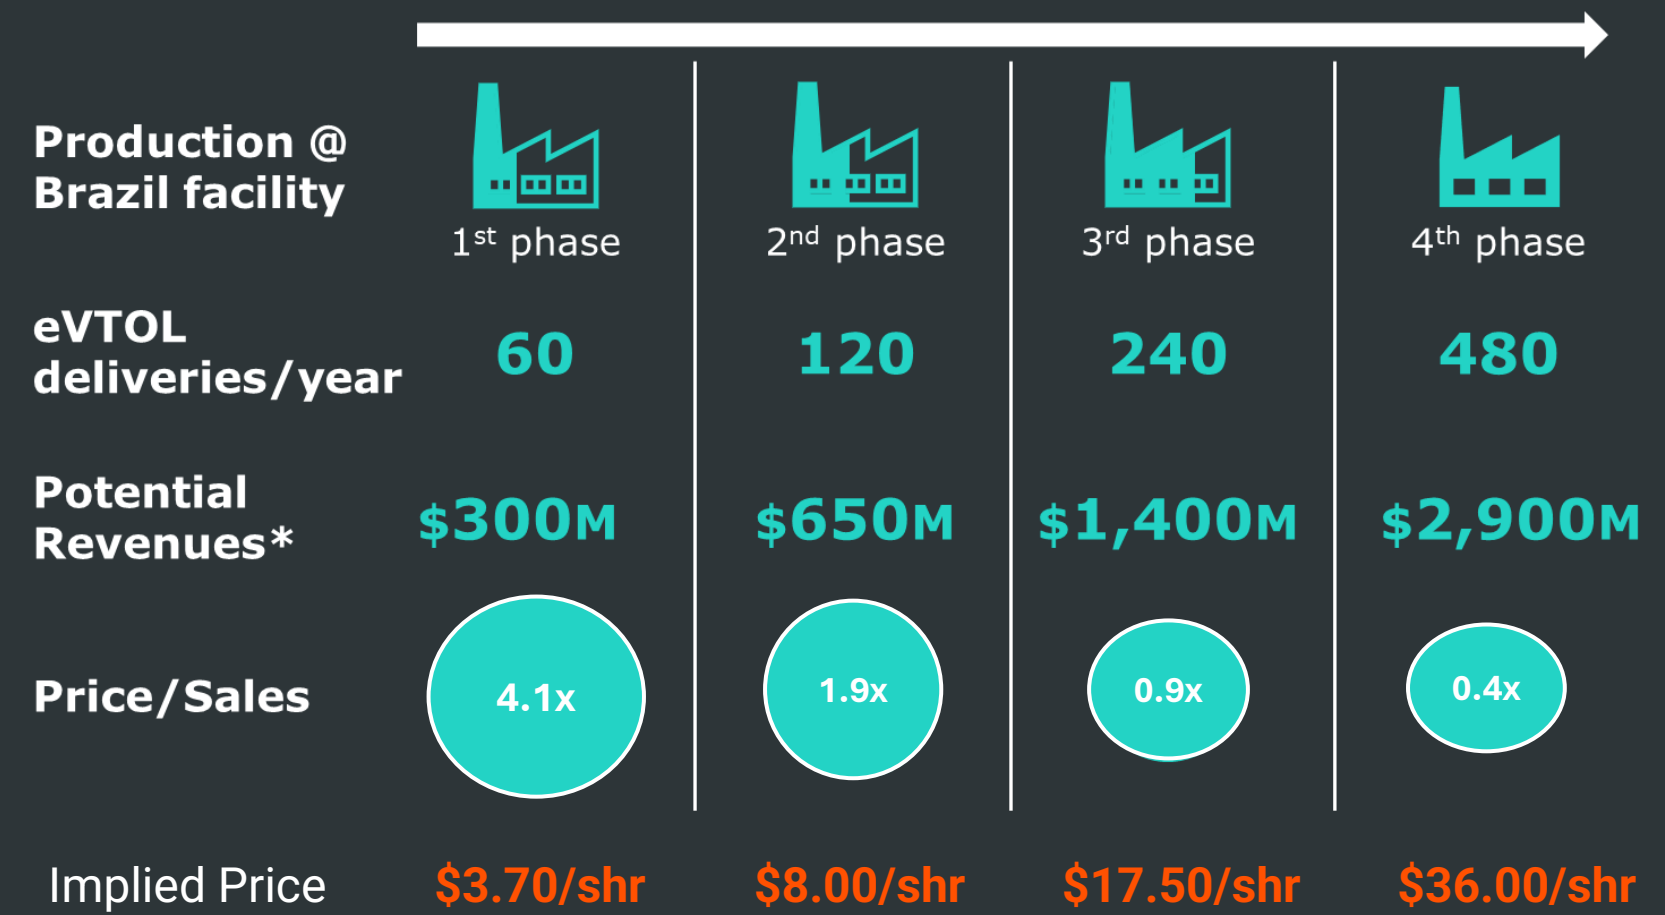 Production @
Brazil facility
1st phase
2nd phase
3rd phase
4th phase
eVTOL
deliveries/year
60
120
240
480
Potential
Revenues*
$300M
$650M
$1,400M
$2,900M
Price/Sales
4.1x
1.9x
0.9x
0.4x
Implied Price
$3.70/shr
$8.00/shr
$17.50/shr
$36.00/shr